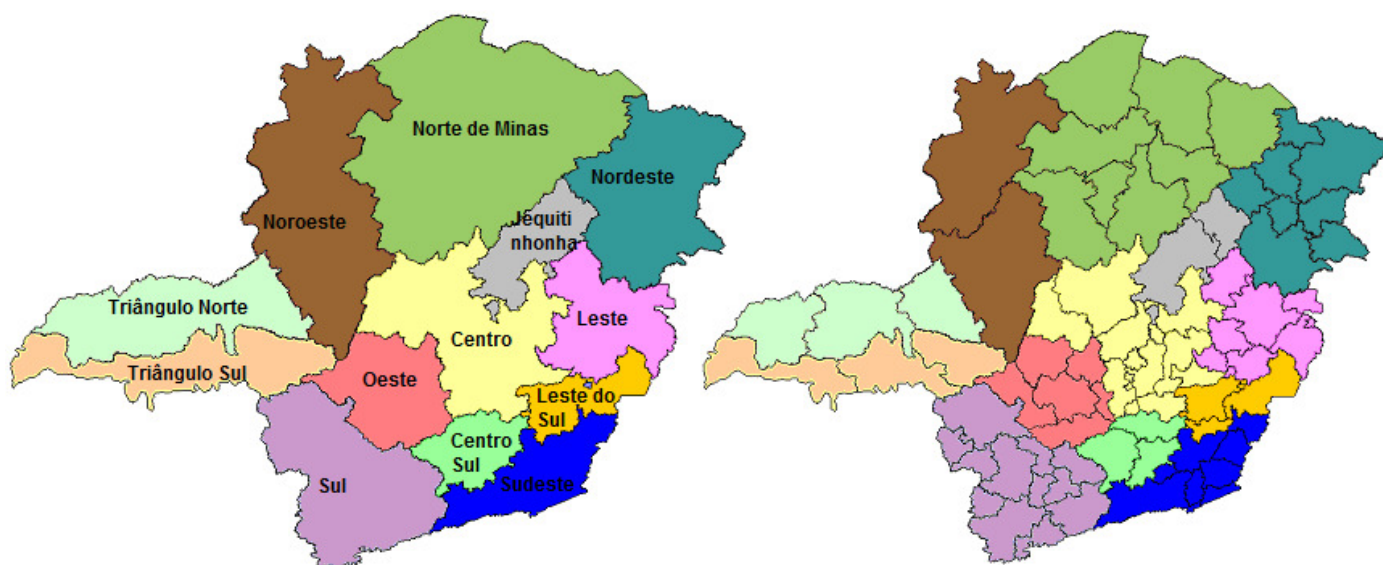 Norte de Minas
Nordeste
Noroeste
Jequiti
nhonha
Triângulo Norte
Leste
Centro
Triângulo Sul
Oeste
Leste do
Sul
Centro
Sul
Sul
Sudeste